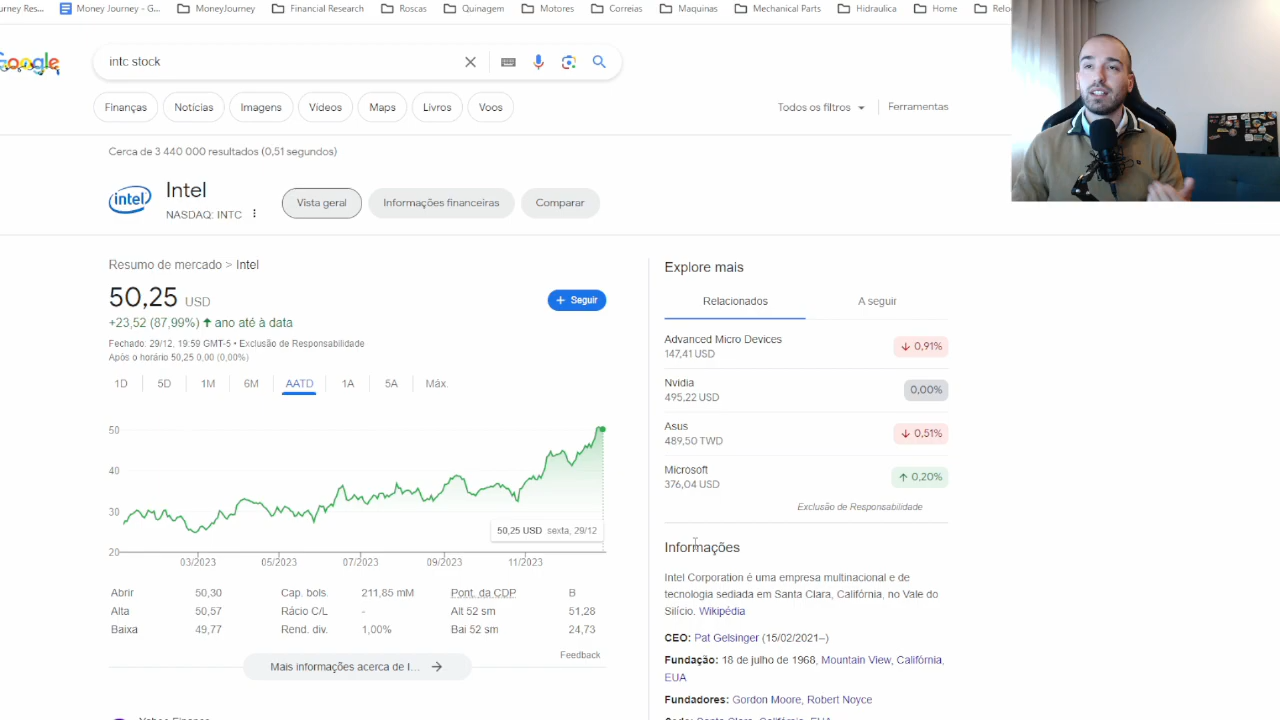 urney Res...
Money Journey - G...
MoneyJourney
Financial Research
Roscas
Quinagem
Motores
Correias
Maquinas
Mechanical Parts
Hidraulica
Home
Relo
Google
intc stock
Finanças
Notícias
Imagens
Vídeos
Maps
Livros
Voos
Todos os filtros
Ferramentas
Cerca de 3 440 000 resultados (0,51 segundos)
intel
Intel
NASDAQ: INTC
Vista geral
Informações financeiras
Comparar
Resumo de mercado > Intel
50,25 USD
+ Seguir
+23,52 (87,99%) ↑ ano até à data
Fechado: 29/12, 19:59 GMT-5 • Exclusão de Responsabilidade
Após o horário 50,25 0,00 (0,00%)
1D
5D
1M
6M
AATD
1A
5A
Máx.
50
40
30
20
50,25 USD sexta, 29/12
03/2023
05/2023
07/2023
09/2023
11/2023
Abrir 50,30
Cap. bols. 211,85 mM
Pont. da CDP B
Alta 50,57
Rácio C/L -
Alt 52 sm 51,28
Baixa 49,77
Rend. div. 1,00%
Bai 52 sm 24,73
Feedback
Mais informações acerca de I... →
Explore mais
Relacionados
A seguir
Advanced Micro Devices
147,41 USD
↓ 0,91%
Nvidia
495,22 USD
0,00%
Asus
489,50 TWD
↓ 0,51%
Microsoft
376,04 USD
↑ 0,20%
Exclusão de Responsabilidade
Informações
Intel Corporation é uma empresa multinacional e de
tecnologia sediada em Santa Clara, Califórnia, no Vale do
Silício. Wikipédia
CEO: Pat Gelsinger (15/02/2021–)
Fundação: 18 de julho de 1968, Mountain View, Califórnia,
EUA
Fundadores: Gordon Moore, Robert Noyce